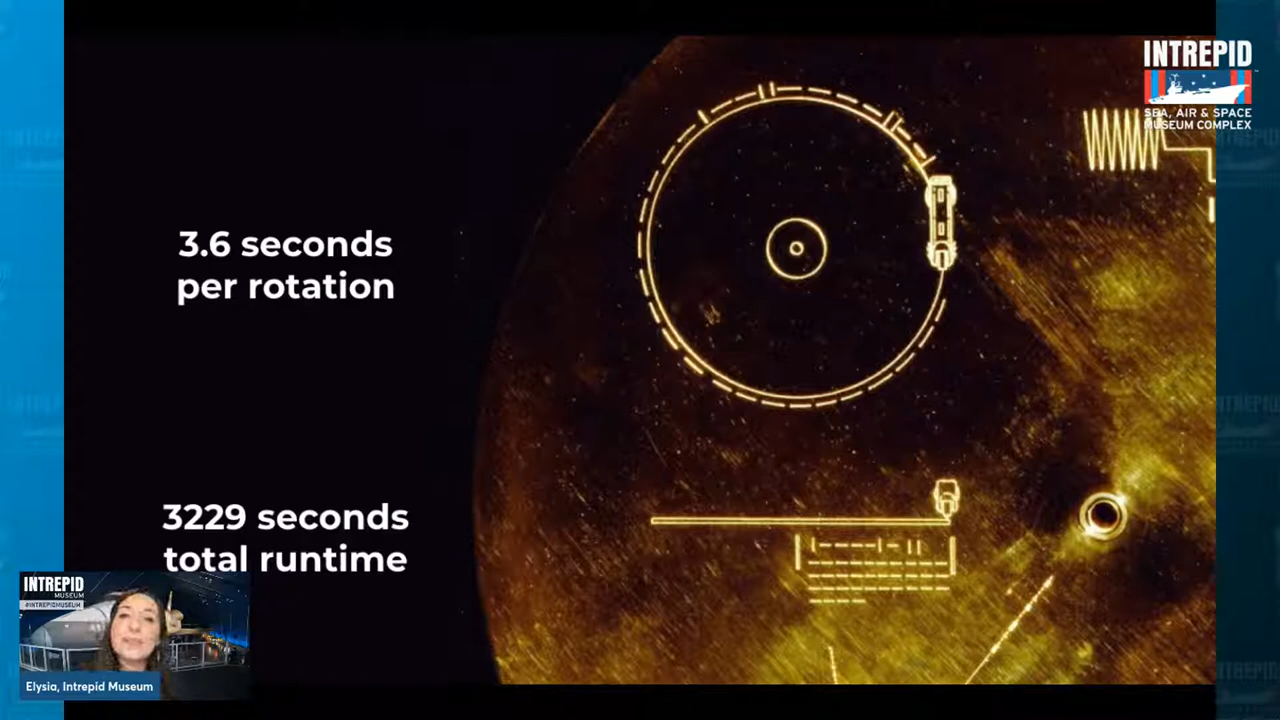 INTREPID
SEA, AIR & SPACE
MUSEUM COMPLEX
3.6 seconds
per rotation
3229 seconds
total runtime
INTREPID
MUSEUM
@INTREPIDMUSEUM
Elysia, Intrepid Museum